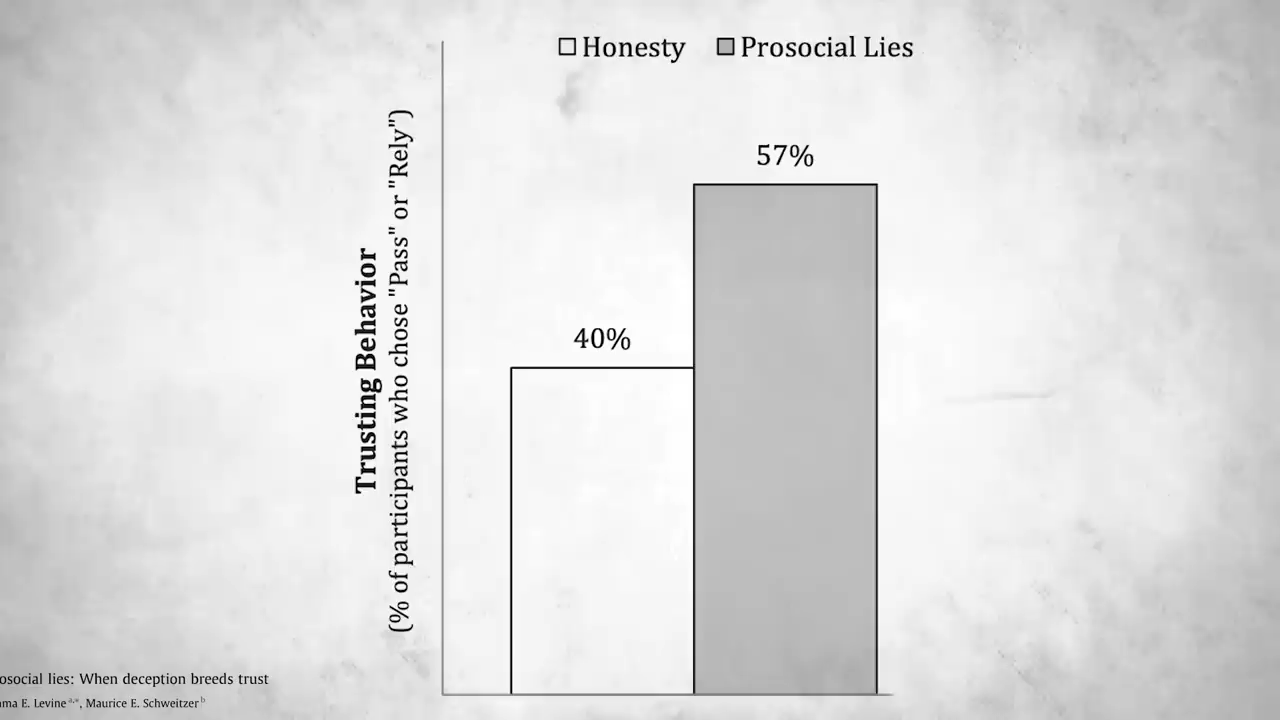 Honesty Prosocial Lies
57%
40%
Trusting Behavior
(% of participants who chose "Pass" or "Rely")
osocial lies: When deception breeds trust
ma E. Levine a,*, Maurice E. Schweitzer b